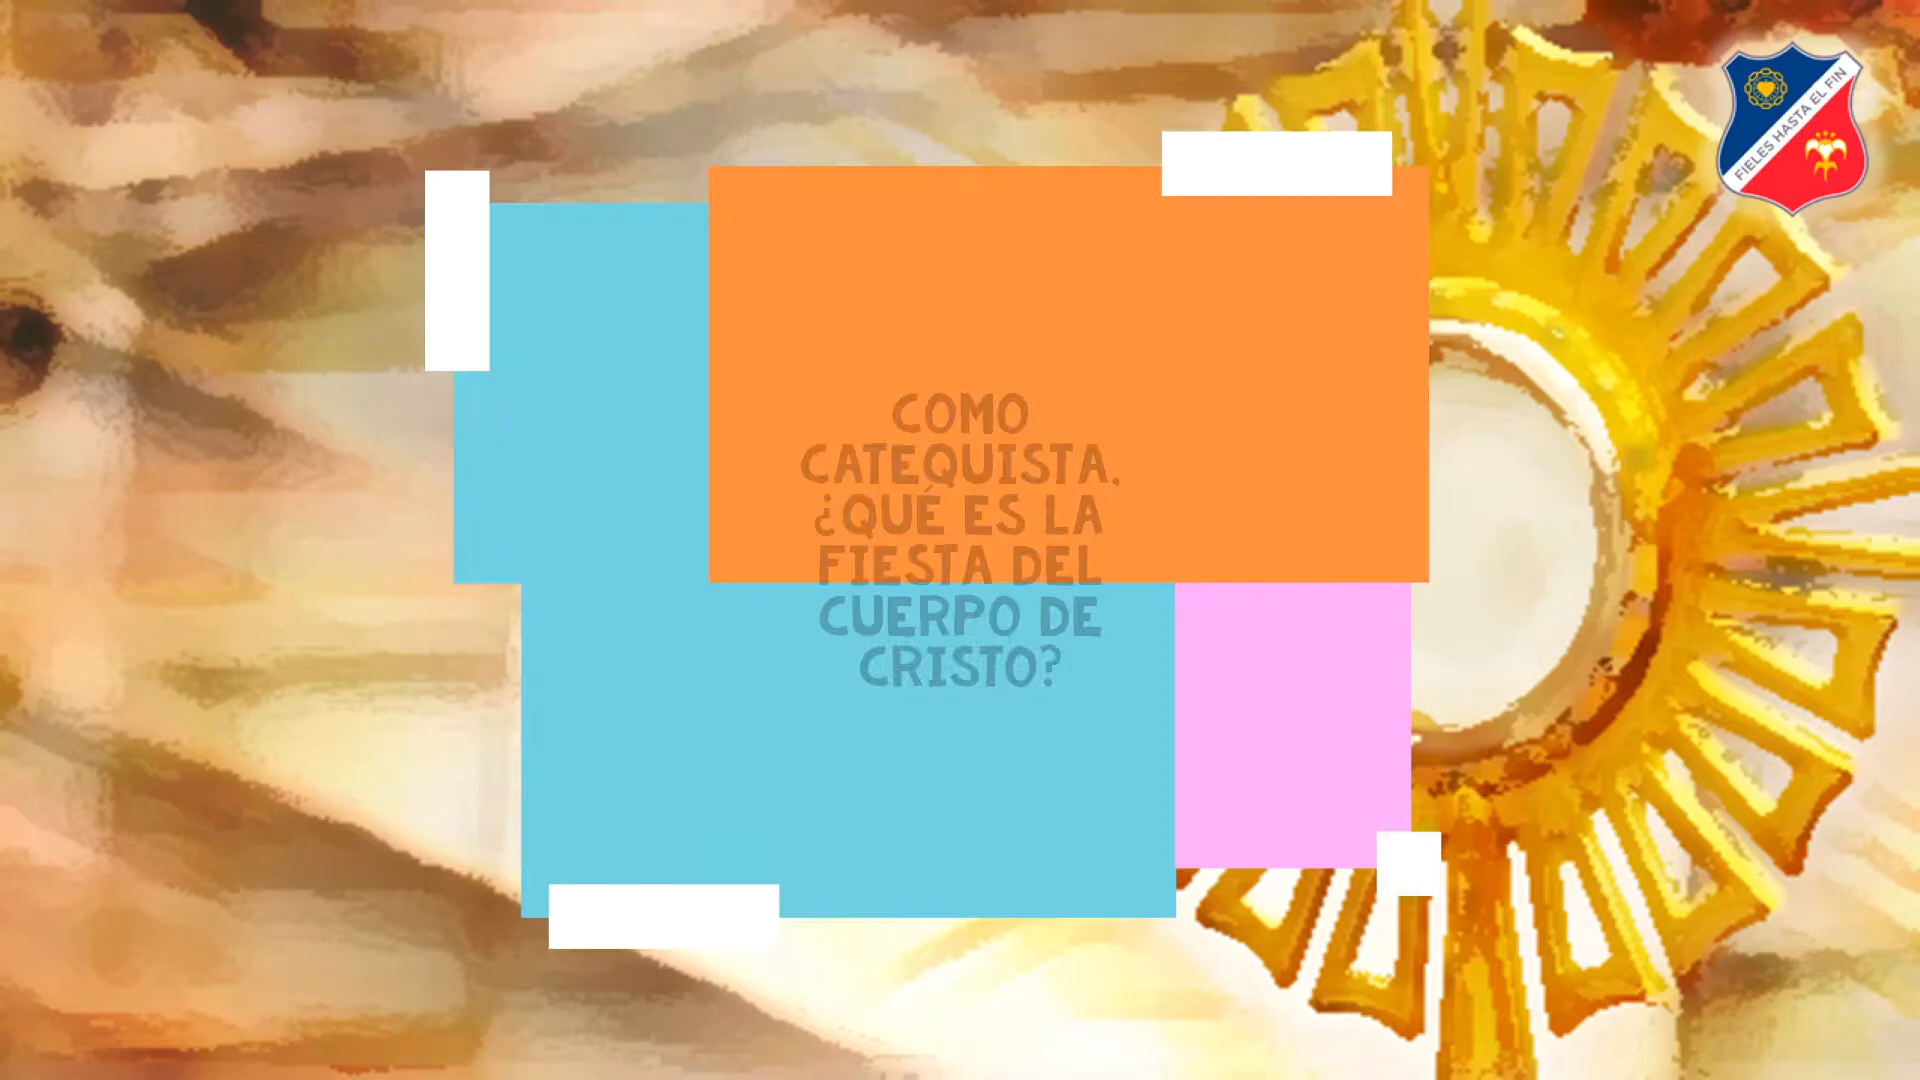 FIELES HASTA EL FIN
COMO
CATEQUISTA,
¿QUÉ ES LA
FIESTA DEL
CUERPO DE
CRISTO?